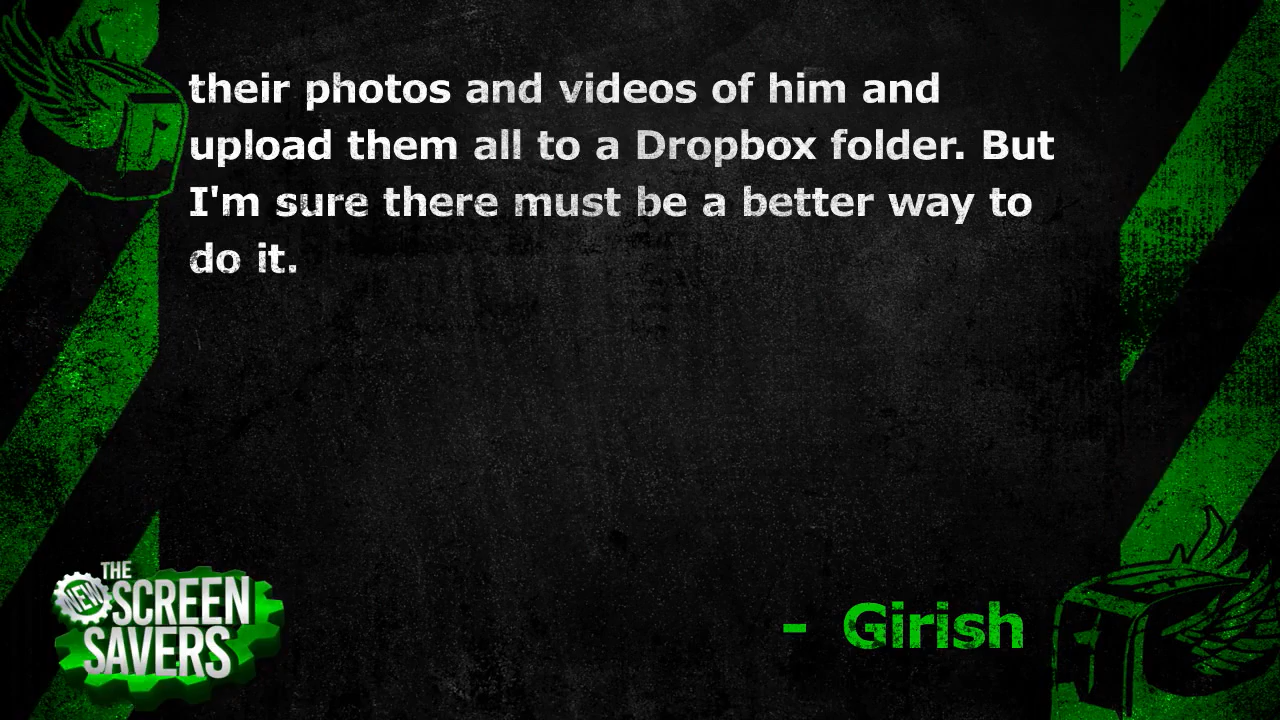 their photos and videos of him and
upload them all to a Dropbox folder. But
I'm sure there must be a better way to
do it.
- Girish
THE
NEW
SCREEN
SAVERS